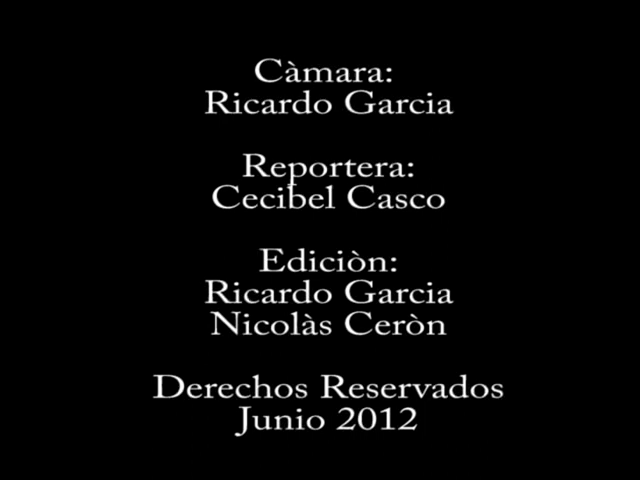 Càmara:
Ricardo Garcia
Reportera:
Cecibel Casco
Ediciòn:
Ricardo Garcia
Nicolàs Ceròn
Derechos Reservados
Junio 2012